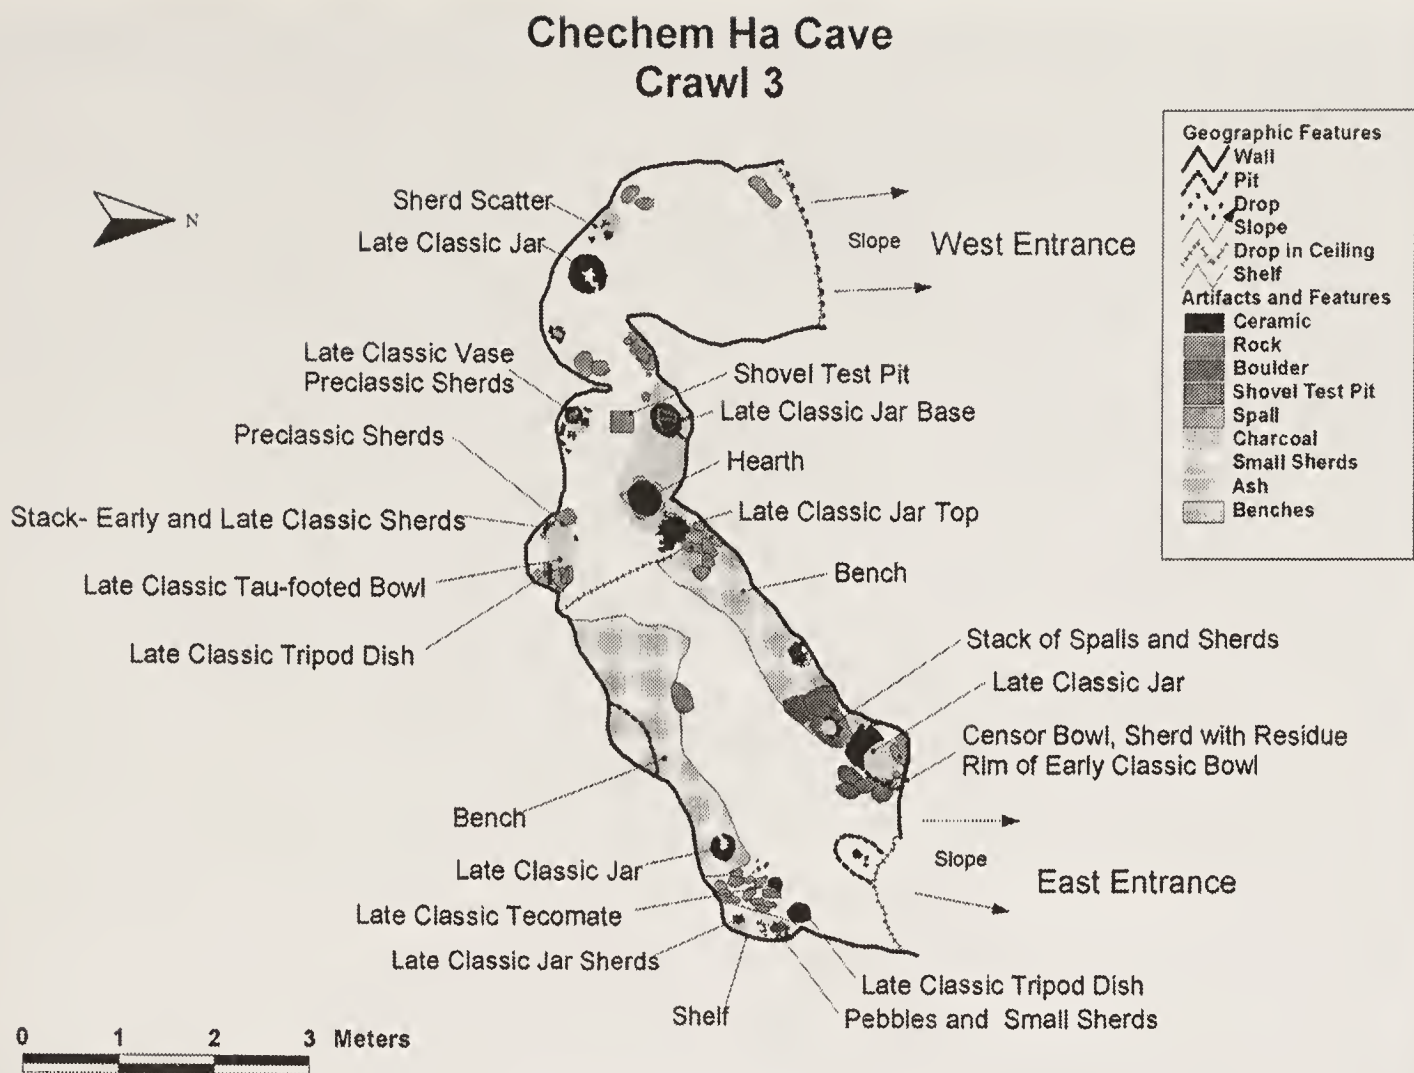 Chechem Ha Cave
Crawl 3
N
Sherd Scatter
Late Classic Jar
Slope
West Entrance
Late Classic Vase
Preclassic Sherds
Shovel Test Pit
Late Classic Jar Base
Preclassic Sherds
Hearth
Stack- Early and Late Classic Sherds
Late Classic Jar Top
Late Classic Tau-footed Bowl
Bench
Late Classic Tripod Dish
Stack of Spalls and Sherds
Late Classic Jar
Censor Bowl, Sherd with Residue
Rim of Early Classic Bowl
Bench
Slope
East Entrance
Late Classic Jar
Late Classic Tecomate
Late Classic Jar Sherds
Late Classic Tripod Dish
Shelf
Pebbles and Small Sherds
0 1 2 3 Meters
Geographic Features
Wall
Pit
Drop
Slope
Drop in Ceiling
Shelf
Artifacts and Features
Ceramic
Rock
Boulder
Shovel Test Pit
Spall
Charcoal
Small Sherds
Ash
Benches